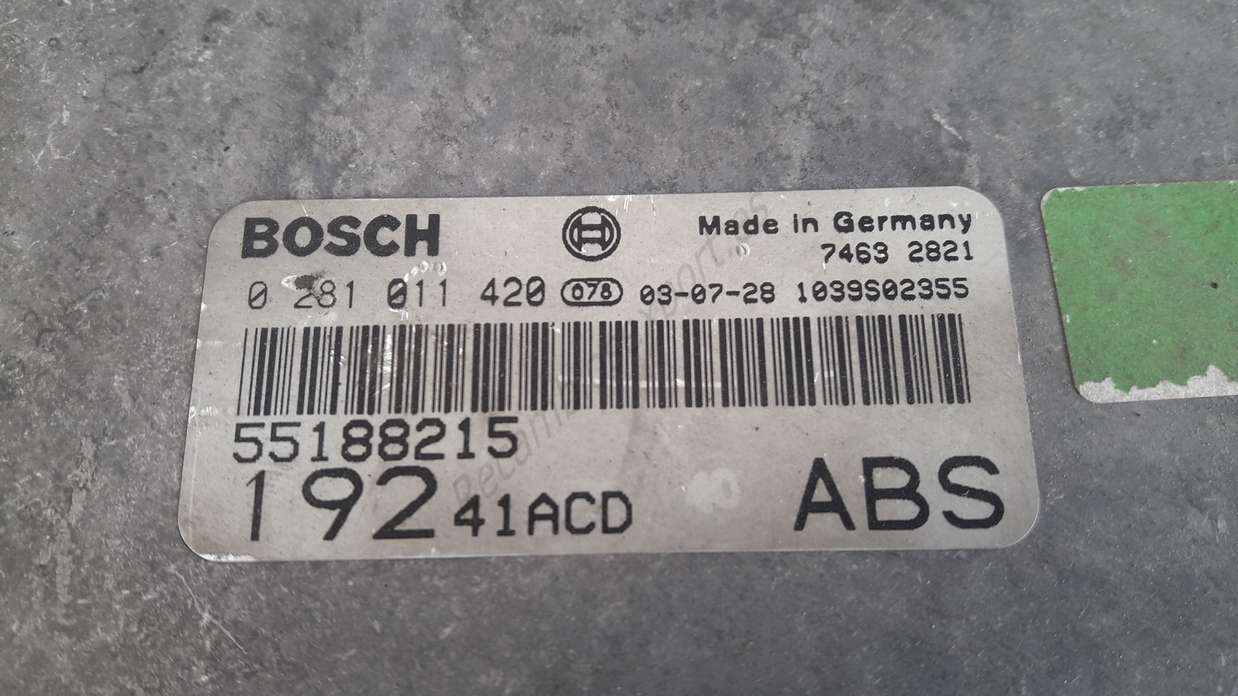 BOSCH Made in Germany
7463 2821
0 281 011 420 078 03-07-28 1039S02355
55188215
192 41ACD ABS